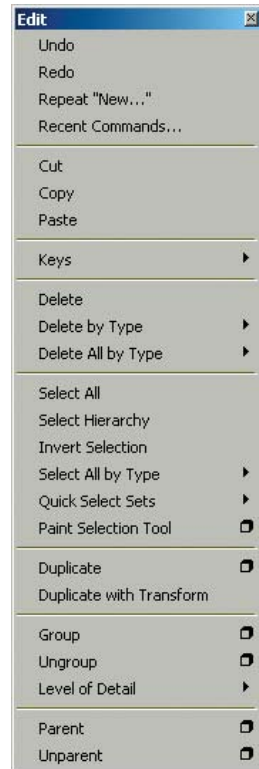 Edit
Undo
Redo
Repeat "New..."
Recent Commands...
Cut
Copy
Paste
Keys
Delete
Delete by Type
Delete All by Type
Select All
Select Hierarchy
Invert Selection
Select All by Type
Quick Select Sets
Paint Selection Tool
Duplicate
Duplicate with Transform
Group
Ungroup
Level of Detail
Parent
Unparent